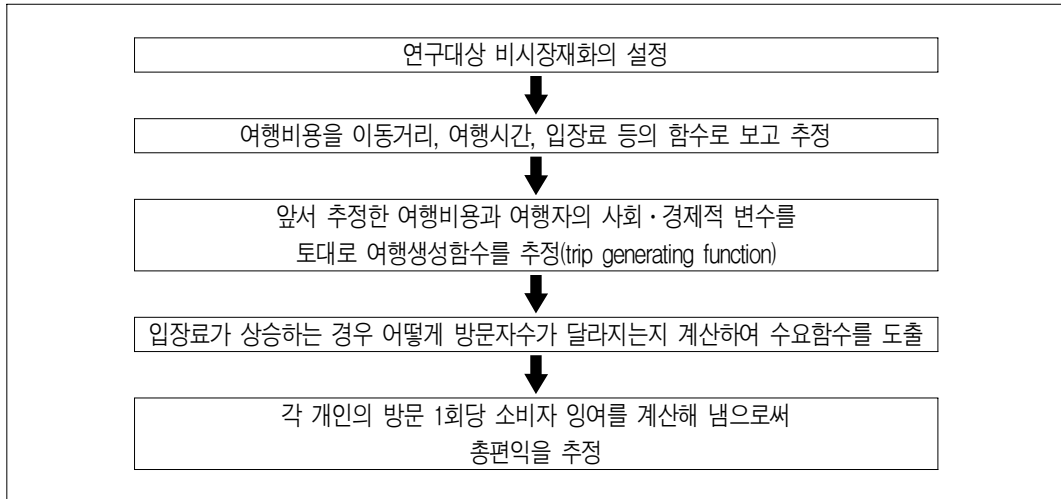 연구대상 비시장재화의 설정
여행비용을 이동거리, 여행시간, 입장료 등의 함수로 보고 추정
앞서 추정한 여행비용과 여행자의 사회·경제적 변수를
토대로 여행생성함수를 추정(trip generating function)
입장료가 상승하는 경우 어떻게 방문자수가 달라지는지 계산하여 수요함수를 도출
각 개인의 방문 1회당 소비자 잉여를 계산해 냄으로써
총편익을 추정